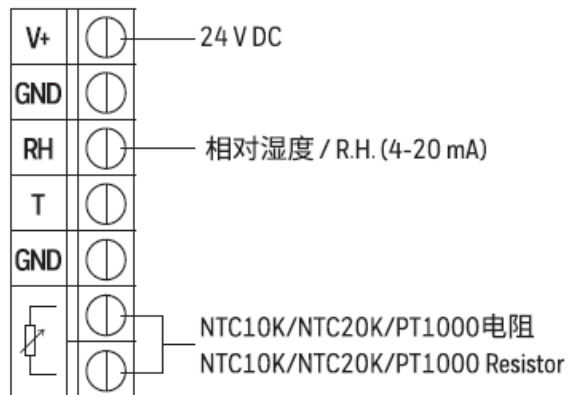 V+ 24 V DC
GND
RH 相对湿度 / R.H. (4-20 mA)
T
GND
NTC10K/NTC20K/PT1000电阻
NTC10K/NTC20K/PT1000 Resistor